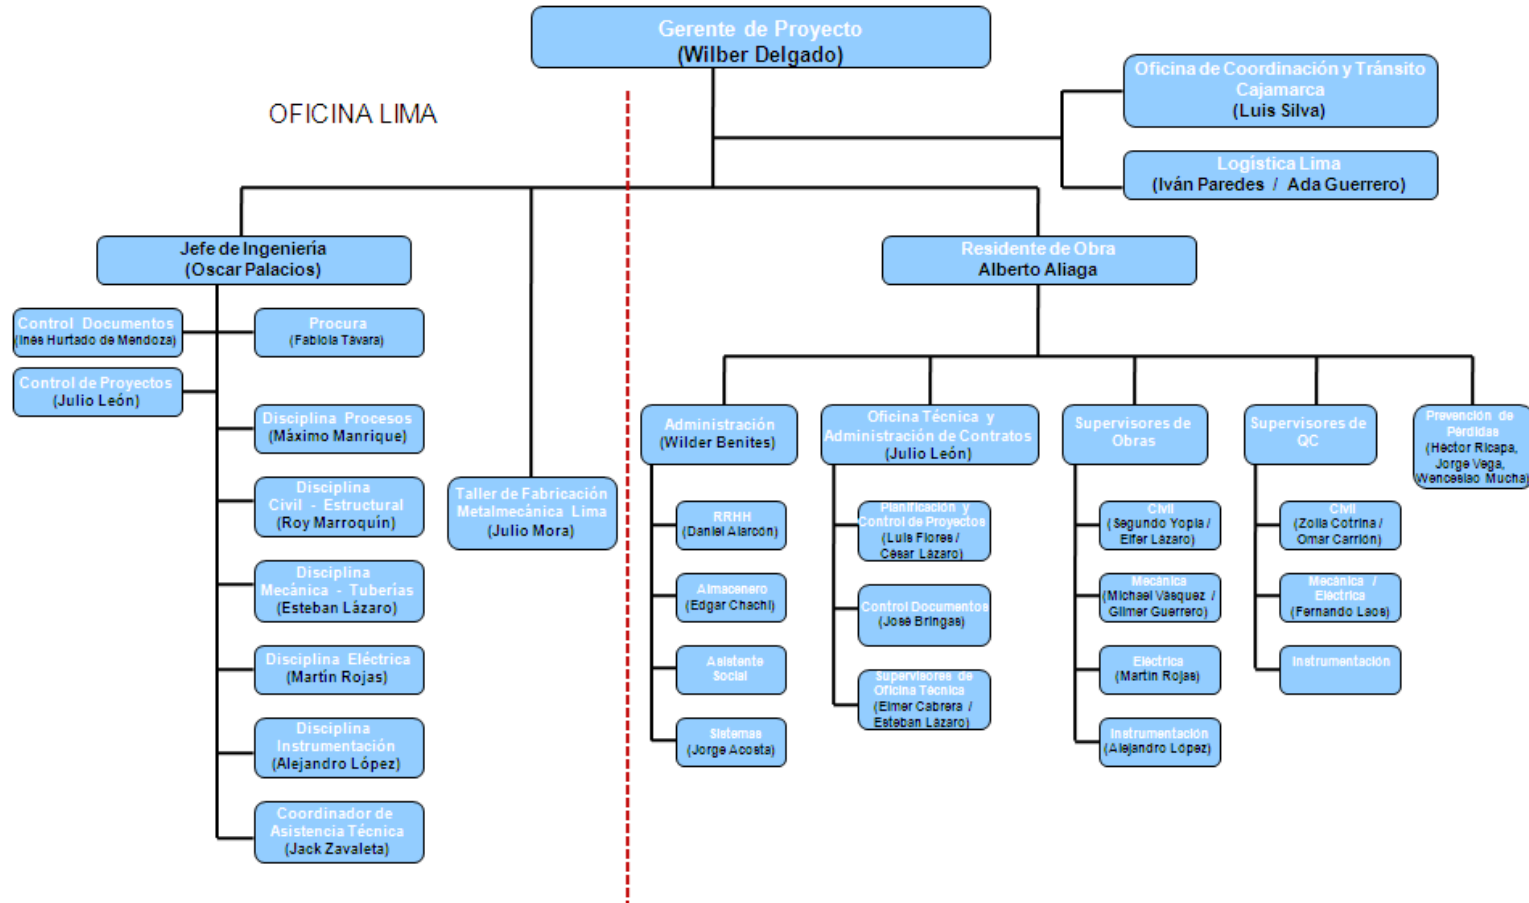 Gerente de Proyecto
(Wilber Delgado)
OFICINA LIMA
Oficina de Coordinación y Tránsito
Cajamarca
(Luis Silva)
Logística Lima
(Iván Paredes / Ada Guerrero)
Jefe de Ingeniería
(Oscar Palacios)
Residente de Obra
Alberto Aliaga
Control Documentos
(Inés Hurtado de Mendoza)
Procura
(Fabiola Távara)
Control de Proyectos
(Julio León)
Disciplina Procesos
(Máximo Manrique)
Disciplina
Civil - Estructural
(Roy Marroquín)
Disciplina
Mecánica - Tuberías
(Esteban Lázaro)
Disciplina Eléctrica
(Martín Rojas)
Disciplina
Instrumentación
(Alejandro López)
Coordinador de
Asistencia Técnica
(Jack Zavaleta)
Taller de Fabricación
Metalmecánica Lima
(Julio Mora)
Administración
(Wilder Benites)
RRHH
(Daniel Alarcón)
Almacenero
(Edgar Chachi)
Asistente
Social
Sistemas
(Jorge Acosta)
Oficina Técnica y
Administración de Contratos
(Julio León)
Planificación y
Control de Proyectos
(Luis Flores /
César Lázaro)
Control Documentos
(José Bringas)
Supervisores de
Oficina Técnica
(Elmer Cabrera /
Esteban Lázaro)
Supervisores de
Obras
Civil
(Segundo Yopla /
Elfer Lázaro)
Mecánica
(Michael Vásquez /
Gilmer Guerrero)
Eléctrica
(Martín Rojas)
Instrumentación
(Alejandro López)
Supervisores de
QC
Civil
(Zoila Cotrina /
Omar Carrión)
Mecánica /
Eléctrica
(Fernando Laos)
Instrumentación
Prevención de
Pérdidas
(Héctor Ricapa,
Jorge Vega,
Wenceslao Mucha)